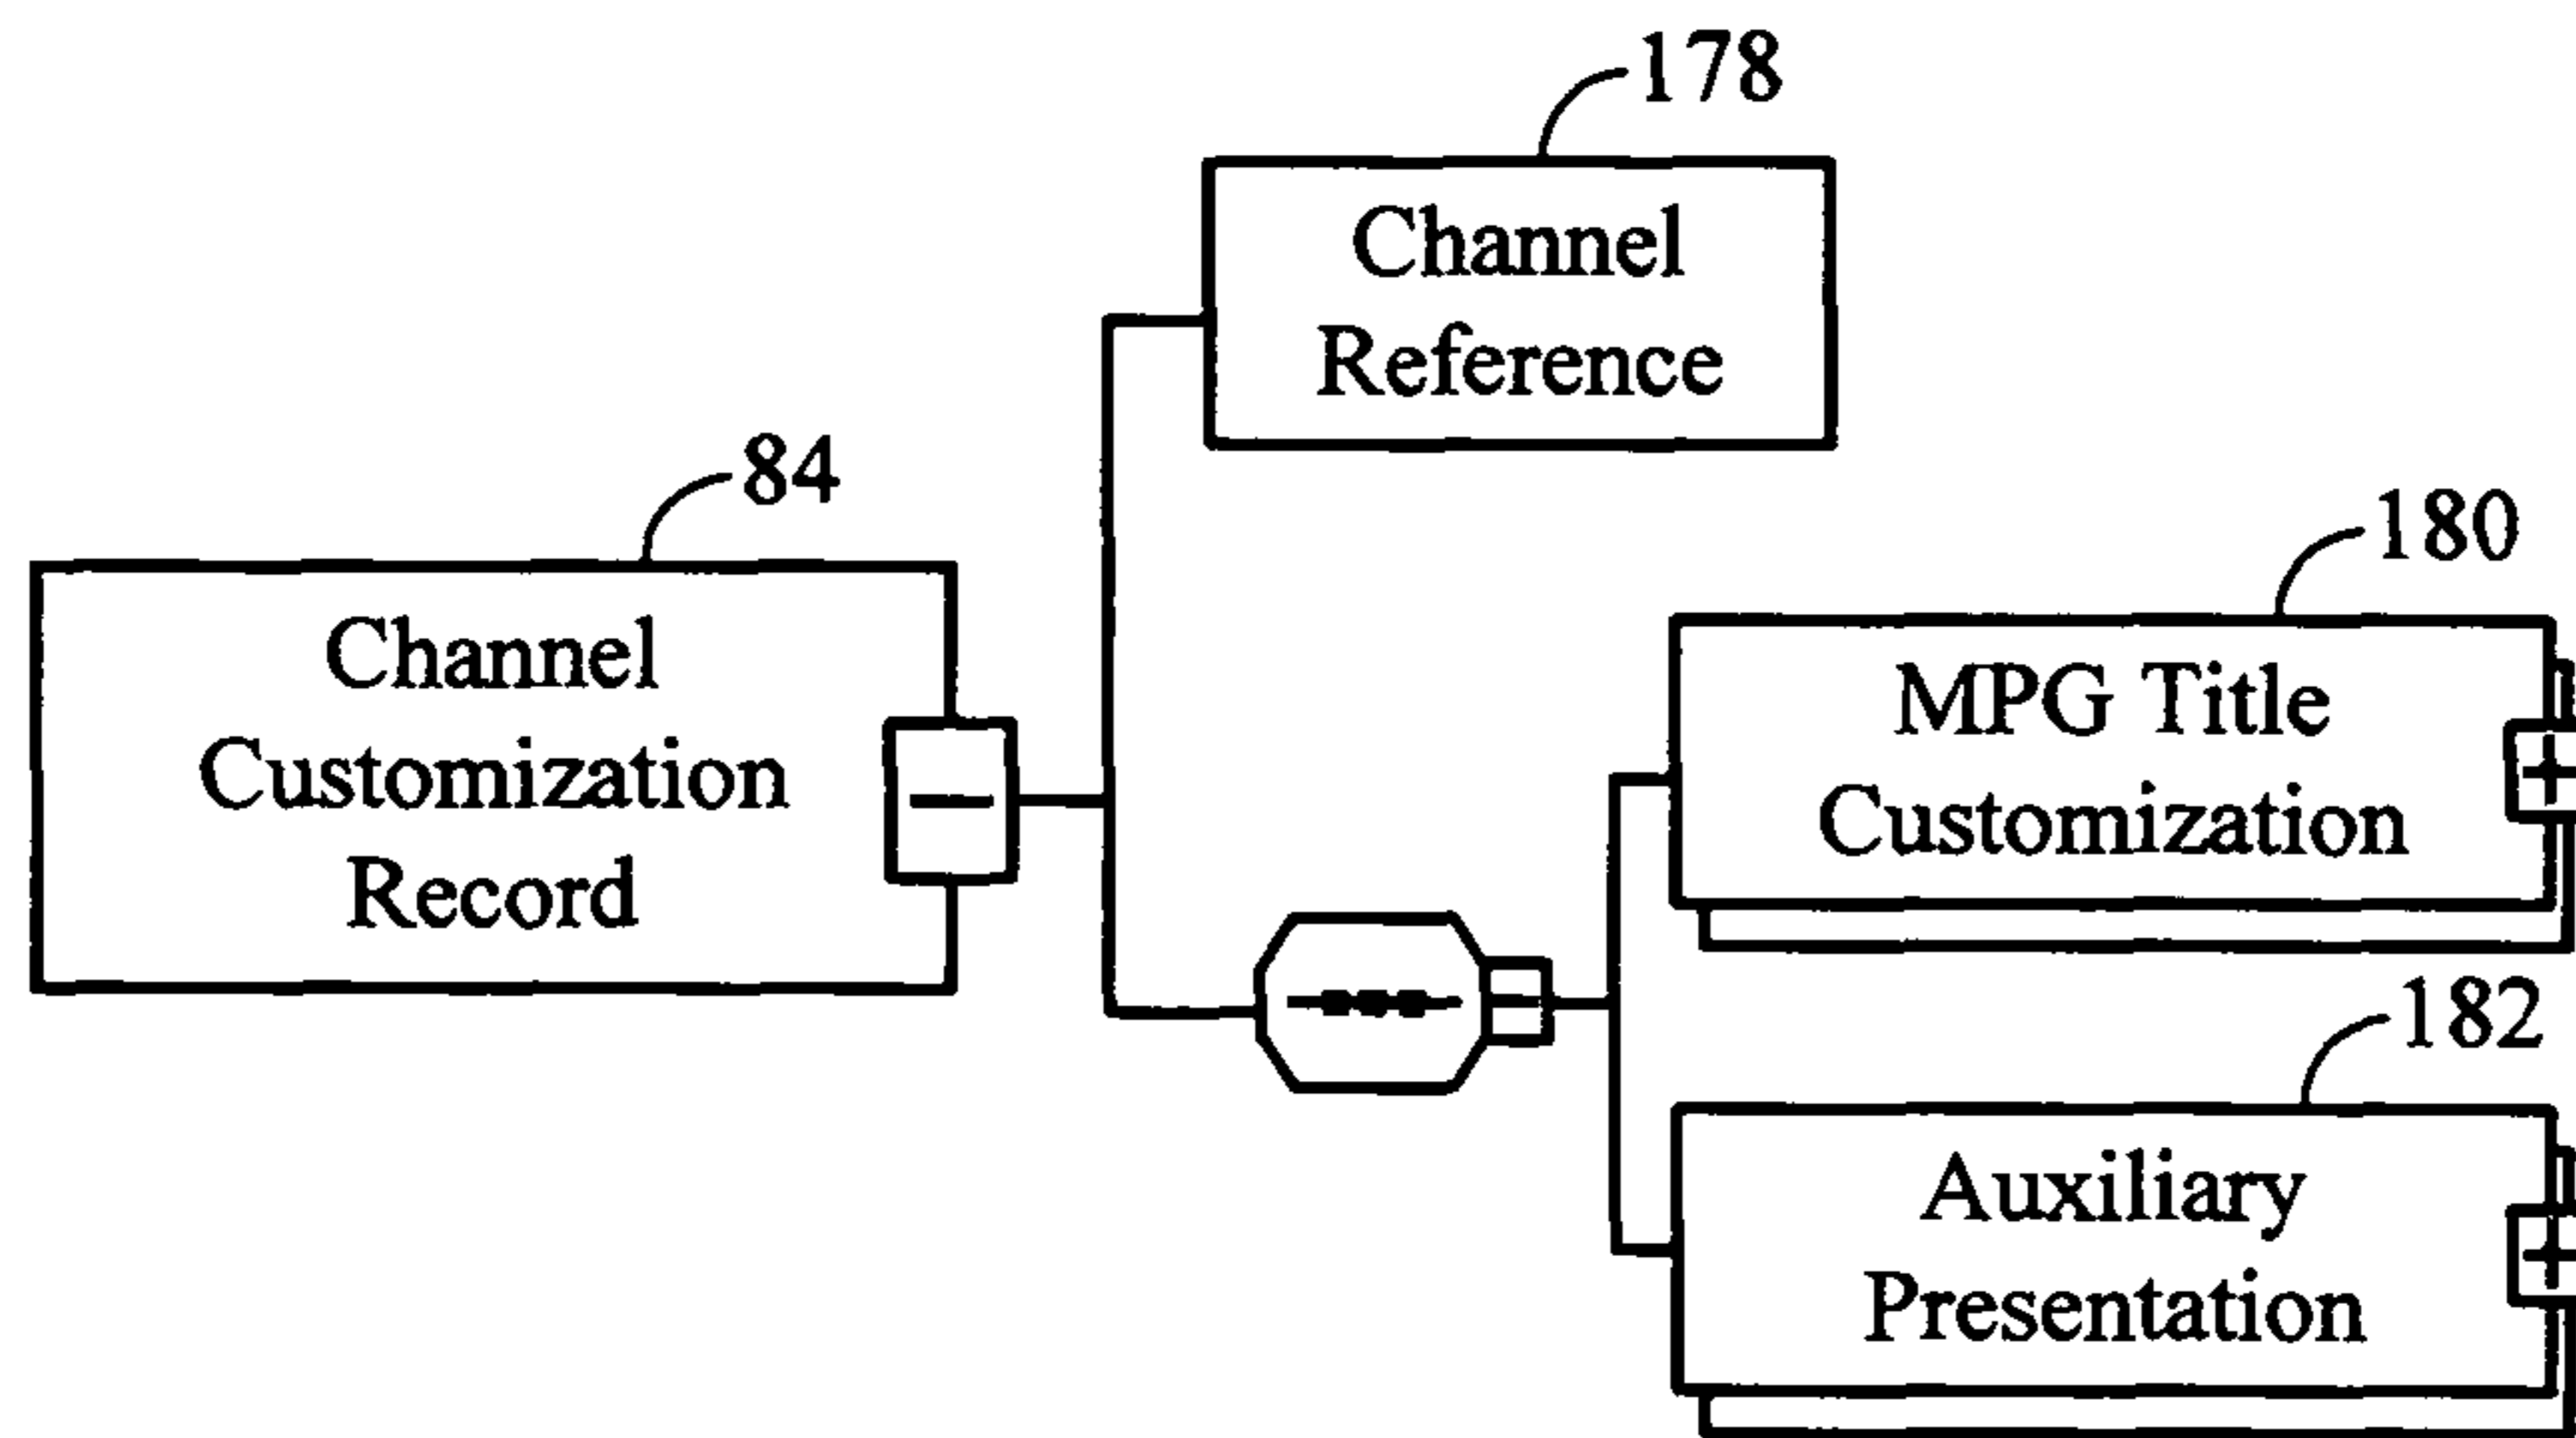 178
Channel
Reference
84
Channel
Customization
Record
180
MPG Title
Customization
182
Auxiliary
Presentation